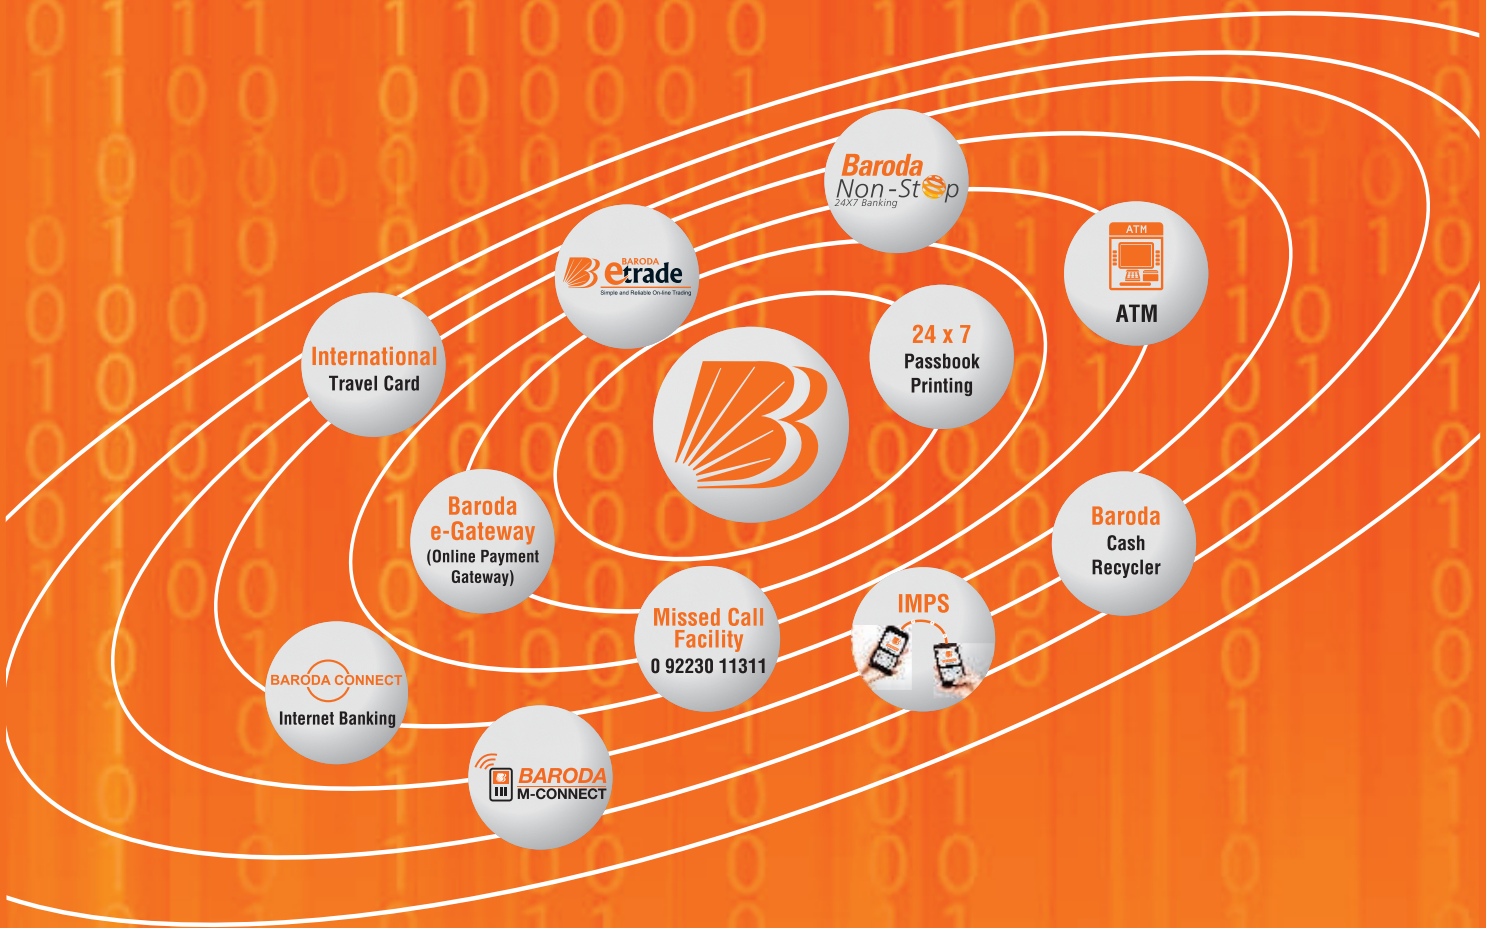 Baroda
Non-Stop
24X7 Banking
ATM
ATM
BARODA
etrade
Simple and Reliable On-line Trading
24 x 7
Passbook
Printing
International
Travel Card
Baroda
e-Gateway
(Online Payment
Gateway)
Baroda
Cash
Recycler
Missed Call
Facility
0 92230 11311
IMPS
BARODA CONNECT
Internet Banking
BARODA
M-CONNECT